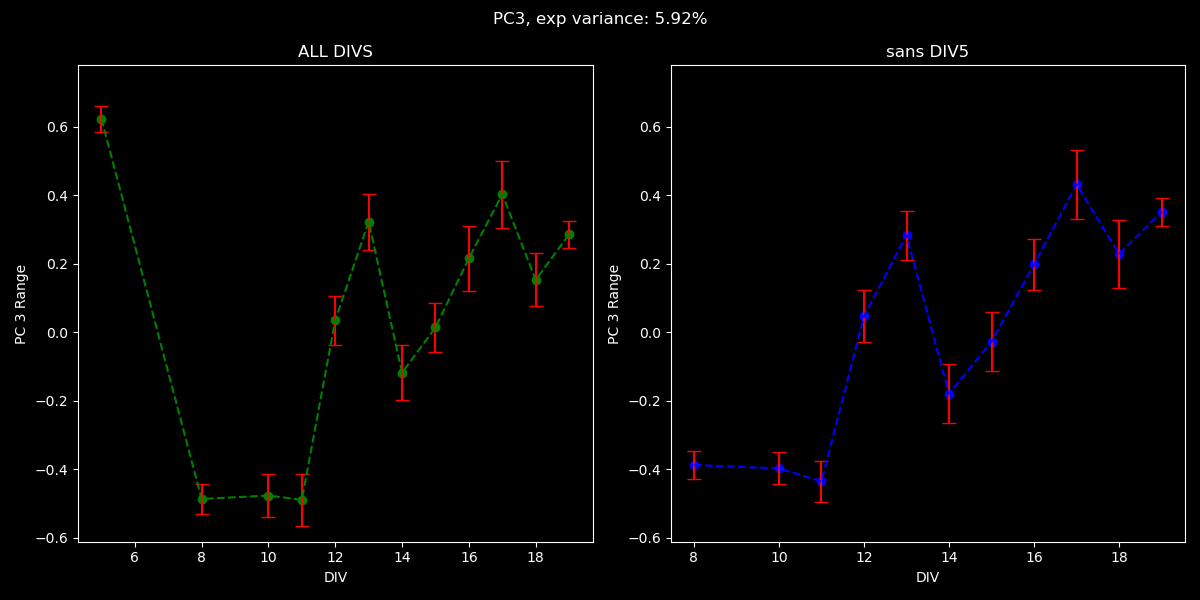 PC3, exp variance: 5.92%
ALL DIVS
PC 3 Range
0.6
0.4
0.2
0.0
−0.2
−0.4
−0.6
6 8 10 12 14 16 18
DIV
sans DIV5
PC 3 Range
0.6
0.4
0.2
0.0
−0.2
−0.4
−0.6
8 10 12 14 16 18
DIV